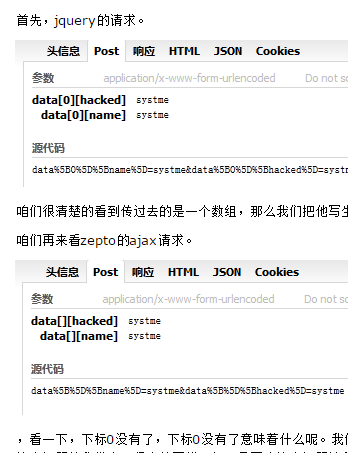 首先，jquery的请求。
头信息 Post 响应 HTML JSON Cookies
参数 application/x-www-form-urlencoded Do not so
data[0][hacked] systme
data[0][name] systme
源代码
data%5B0%5D%5Bname%5D=systme&data%5B0%5D%5Bhacked%5D=systm
咱们很清楚的看到传过去的是一个数组，那么我们把他写生
咱们再来看zepto的ajax请求。
头信息 Post 响应 HTML JSON Cookies
参数 application/x-www-form-urlencoded Do not so
data[][hacked] systme
data[][name] systme
源代码
data%5B%5D%5Bname%5D=systme&data%5B%5D%5Bhacked%5D=systme
，看一下，下标0没有了，下标0没有了意味着什么呢。我们